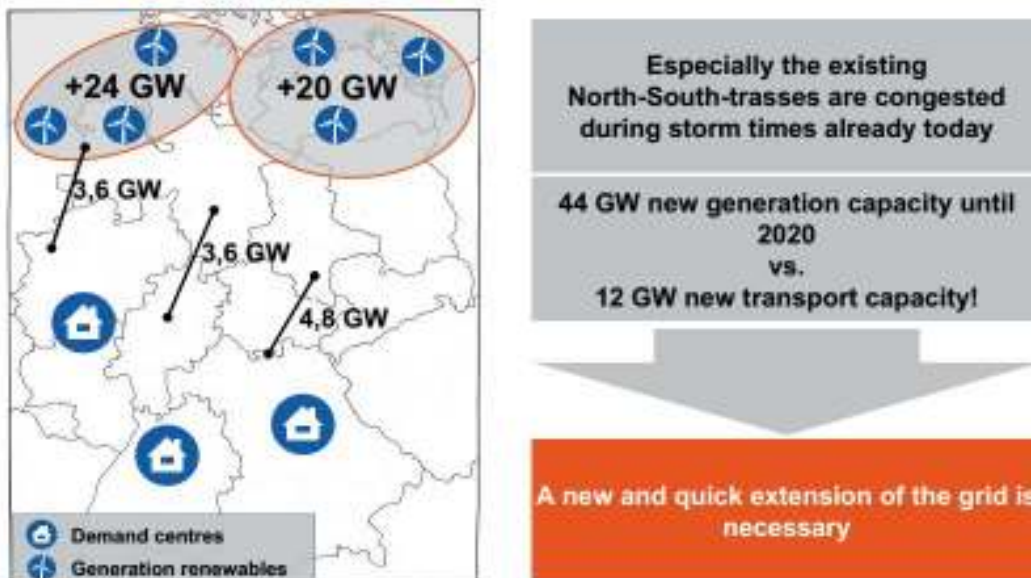 +24 GW
+20 GW
3,6 GW
3,6 GW
4,8 GW
Demand centres
Generation renewables
Especially the existing
North-South-trasses are congested
during storm times already today
44 GW new generation capacity until
2020
vs.
12 GW new transport capacity!
A new and quick extension of the grid is
necessary